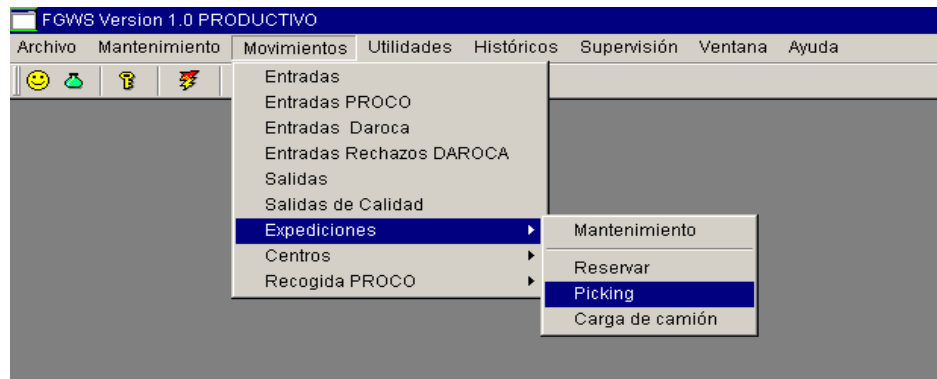 FGWS Version 1.0 PRODUCTIVO
Archivo Mantenimiento Movimientos Utilidades Históricos Supervisión Ventana Ayuda
Entradas
Entradas PROCO
Entradas Daroca
Entradas Rechazos DAROCA
Salidas
Salidas de Calidad
Expediciones
Centros
Recogida PROCO
Mantenimiento
Reservar
Picking
Carga de camión